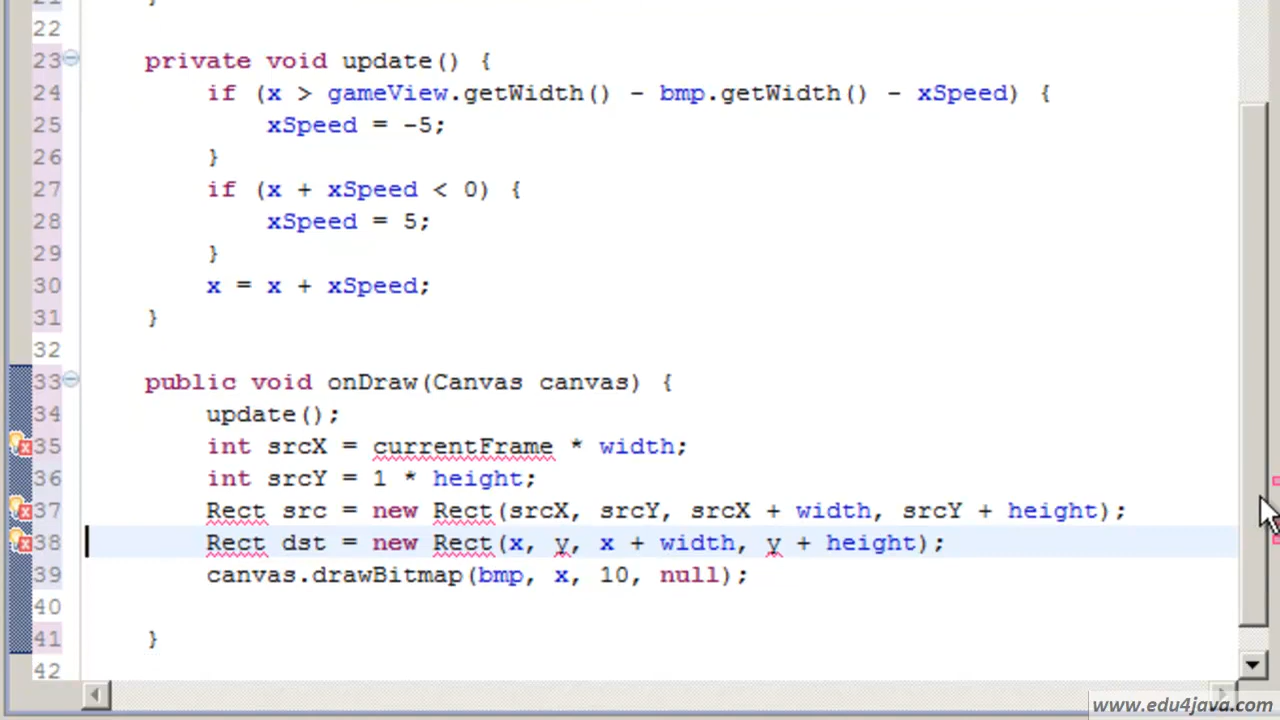 22
23 private void update() {
24 if (x > gameView.getWidth() - bmp.getWidth() - xSpeed) {
25 xSpeed = -5;
26 }
27 if (x + xSpeed < 0) {
28 xSpeed = 5;
29 }
30 x = x + xSpeed;
31 }
32
33 public void onDraw(Canvas canvas) {
34 update();
35 int srcX = currentFrame * width;
36 int srcY = 1 * height;
37 Rect src = new Rect(srcX, srcY, srcX + width, srcY + height);
38 Rect dst = new Rect(x, y, x + width, y + height);
39 canvas.drawBitmap(bmp, x, 10, null);
40
41 }
42
www.edu4java.com